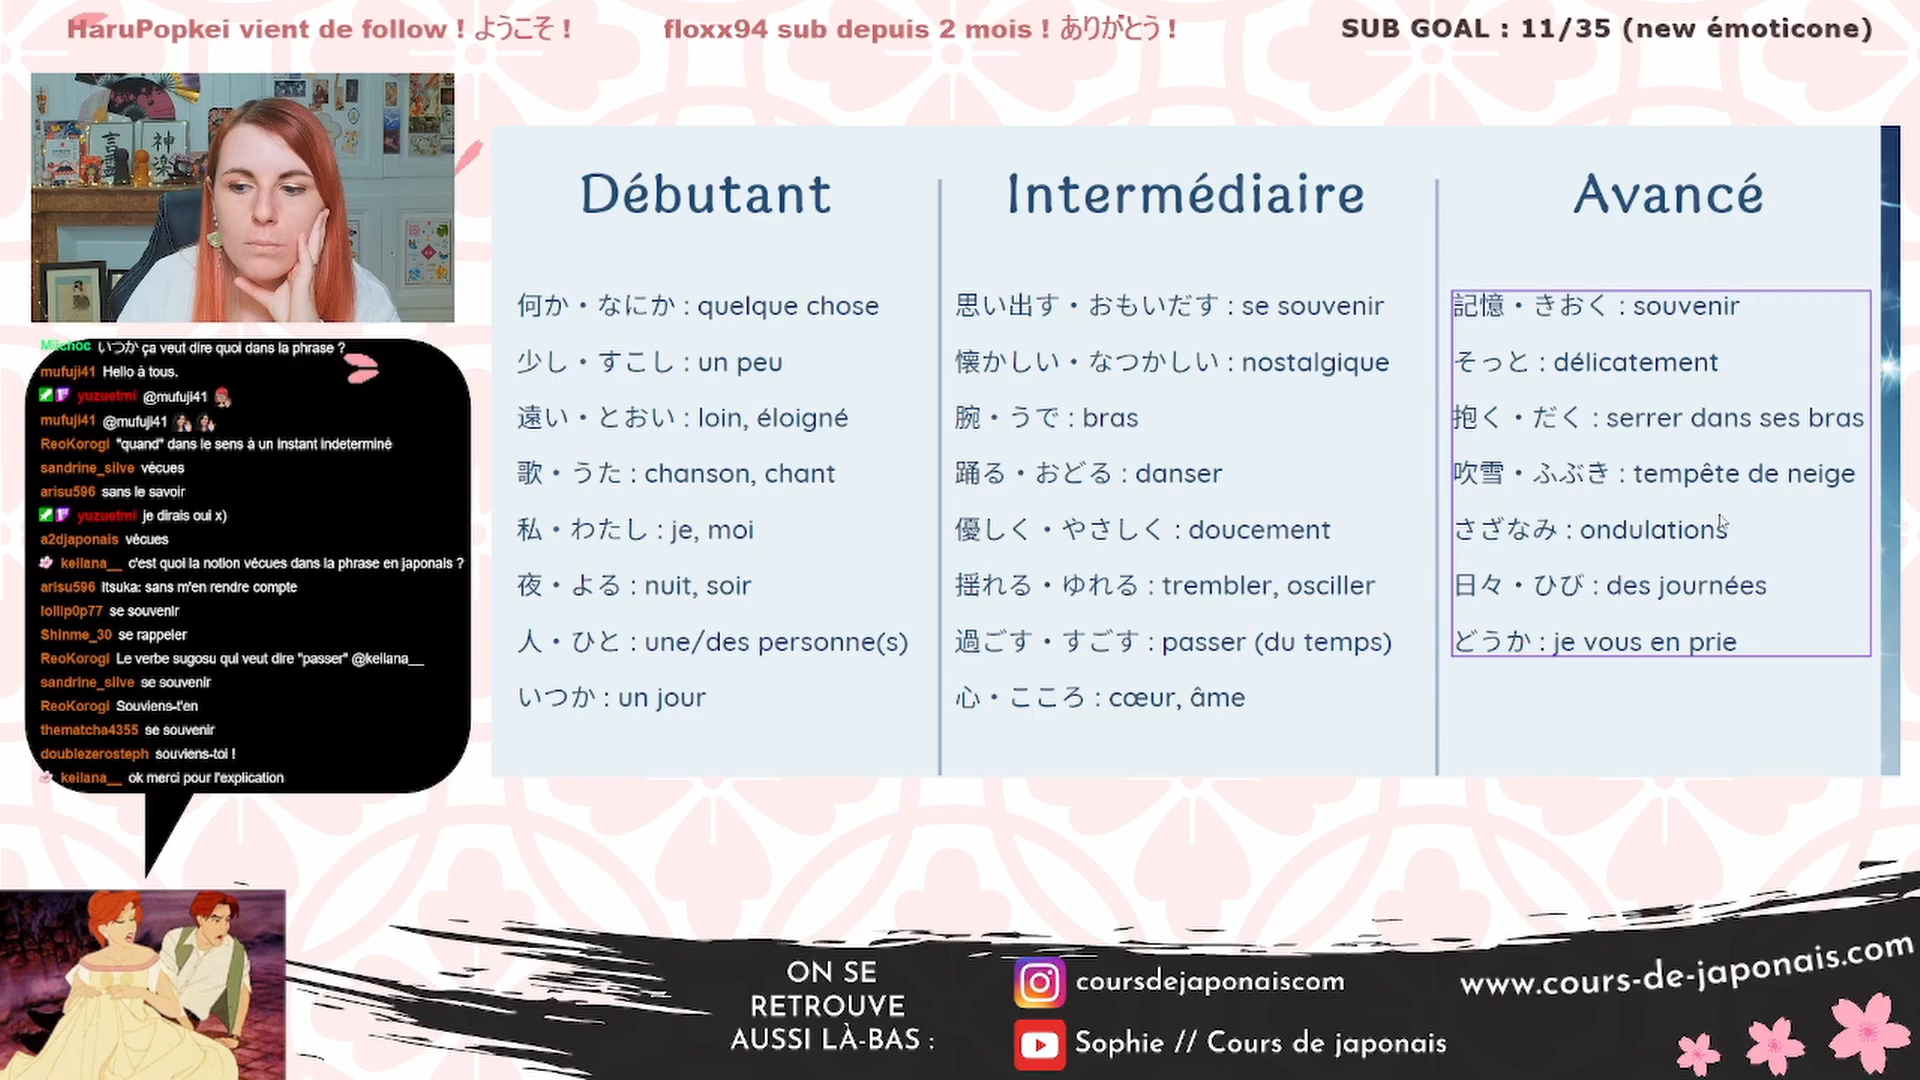 HaruPopkei vient de follow ! ようこそ !
floxx94 sub depuis 2 mois ! ありがとう !
SUB GOAL : 11/35 (new émoticone)
言
神楽
Miichoc いつか ça veut dire quoi dans la phrase ?
mufuji41 Hello à tous.
yuzuetmi @mufuji41
mufuji41 @mufuji41
ReoKorogi "quand" dans le sens à un instant indeterminé
sandrine_silve vécues
arisu596 sans le savoir
yuzuetmi je dirais oui x)
a2djaponais vécues
keilana__ c'est quoi la notion vécues dans la phrase en japonais ?
arisu596 Itsuka: sans m'en rendre compte
lollip0p77 se souvenir
Shinme_30 se rappeler
ReoKorogi Le verbe sugosu qui veut dire "passer" @keilana__
sandrine_silve se souvenir
ReoKorogi Souviens-t'en
thematcha4355 se souvenir
doublezerosteph souviens-toi !
keilana__ ok merci pour l'explication
Débutant
何か・なにか : quelque chose
少し・すこし : un peu
遠い・とおい : loin, éloigné
歌・うた : chanson, chant
私・わたし : je, moi
夜・よる : nuit, soir
人・ひと : une/des personne(s)
いつか : un jour
Intermédiaire
思い出す・おもいだす : se souvenir
懐かしい・なつかしい : nostalgique
腕・うで : bras
踊る・おどる : danser
優しく・やさしく : doucement
揺れる・ゆれる : trembler, osciller
過ごす・すごす : passer (du temps)
心・こころ : cœur, âme
Avancé
記憶・きおく : souvenir
そっと : délicatement
抱く・だく : serrer dans ses bras
吹雪・ふぶき : tempête de neige
さざなみ : ondulations
日々・ひび : des journées
どうか : je vous en prie
ON SE
RETROUVE
AUSSI LÀ-BAS :
coursdejaponaiscom
Sophie // Cours de japonais
www.cours-de-japonais.com